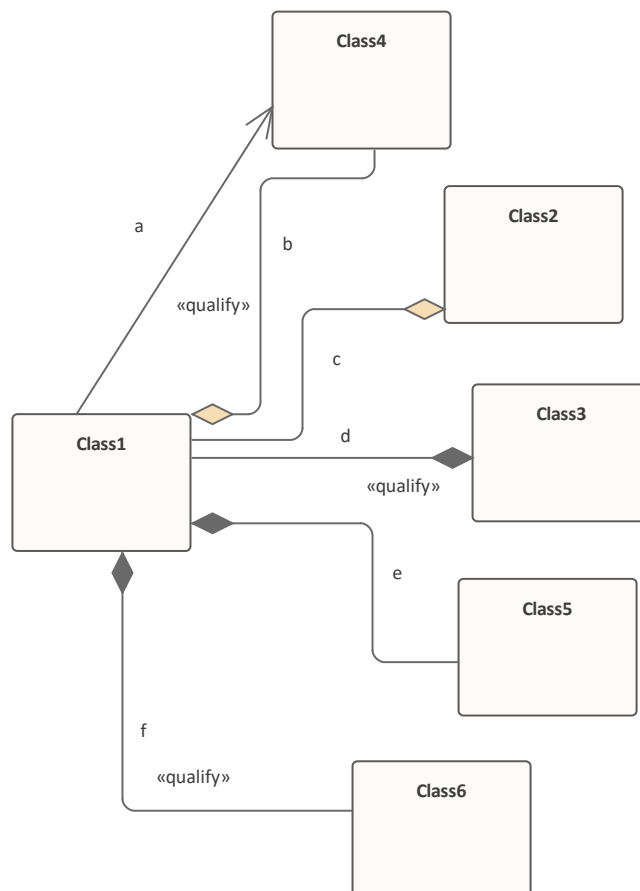 Class4
a
b
Class2
«qualify»
c
Class3
d
Class1
«qualify»
e
Class5
f
«qualify»
Class6